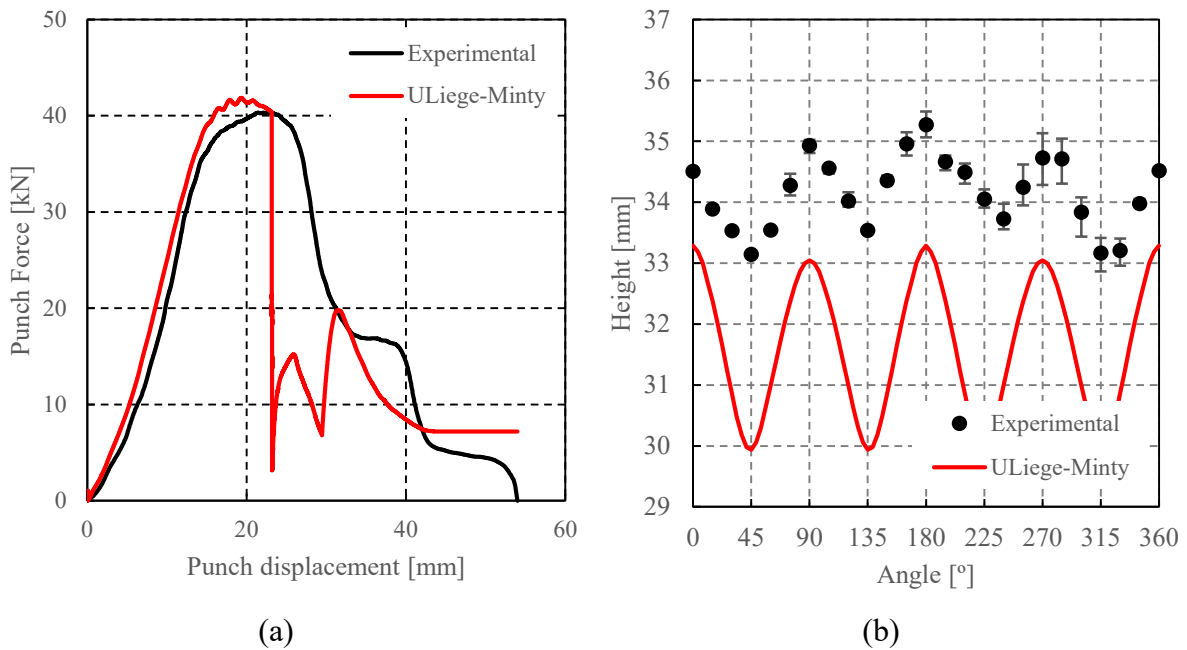 50
40
30
20
10
0
0 20 40 60
Punch Force [kN]
Punch displacement [mm]
Experimental
ULiege-Minty
(a)
37
36
35
34
33
32
31
30
29
0 45 90 135 180 225 270 315 360
Height [mm]
Angle [º]
Experimental
ULiege-Minty
(b)